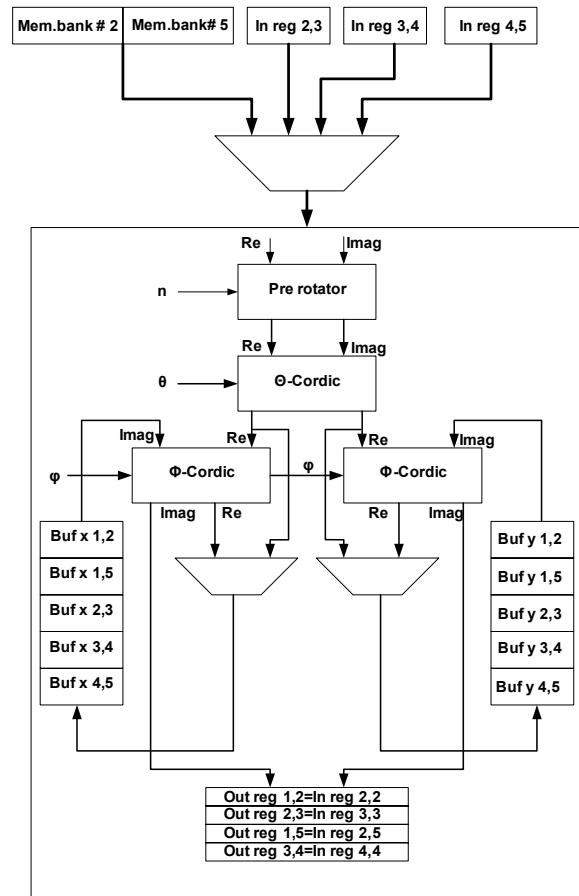 Mem.bank # 2 Mem.bank# 5 In reg 2,3 In reg 3,4 In reg 4,5
Re Imag
n Pre rotator
Re Imag
θ Θ-Cordic
Imag Re Re Imag
φ Φ-Cordic φ Φ-Cordic
Imag Re Re Imag
Buf x 1,2 Buf y 1,2
Buf x 1,5 Buf y 1,5
Buf x 2,3 Buf y 2,3
Buf x 3,4 Buf y 3,4
Buf x 4,5 Buf y 4,5
Out reg 1,2=In reg 2,2
Out reg 2,3=In reg 3,3
Out reg 1,5=In reg 2,5
Out reg 3,4=In reg 4,4